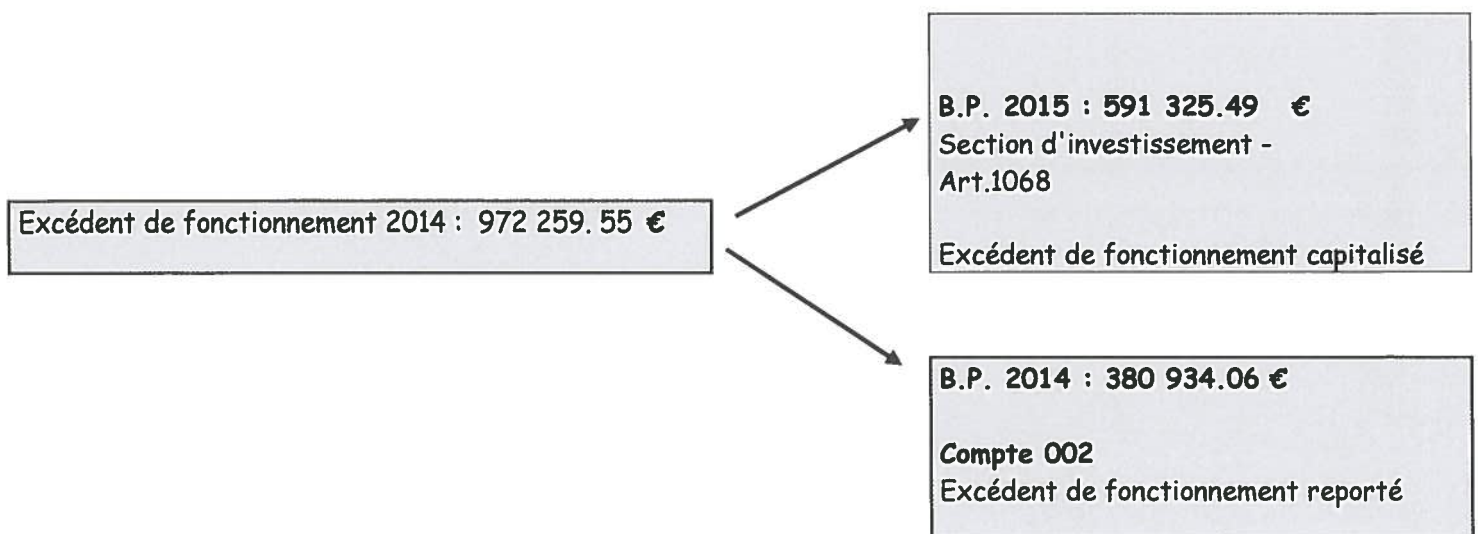 Excédent de fonctionnement 2014 : 972 259. 55 €
B.P. 2015 : 591 325.49 €
Section d'investissement -
Art.1068
Excédent de fonctionnement capitalisé
B.P. 2014 : 380 934.06 €
Compte 002
Excédent de fonctionnement reporté